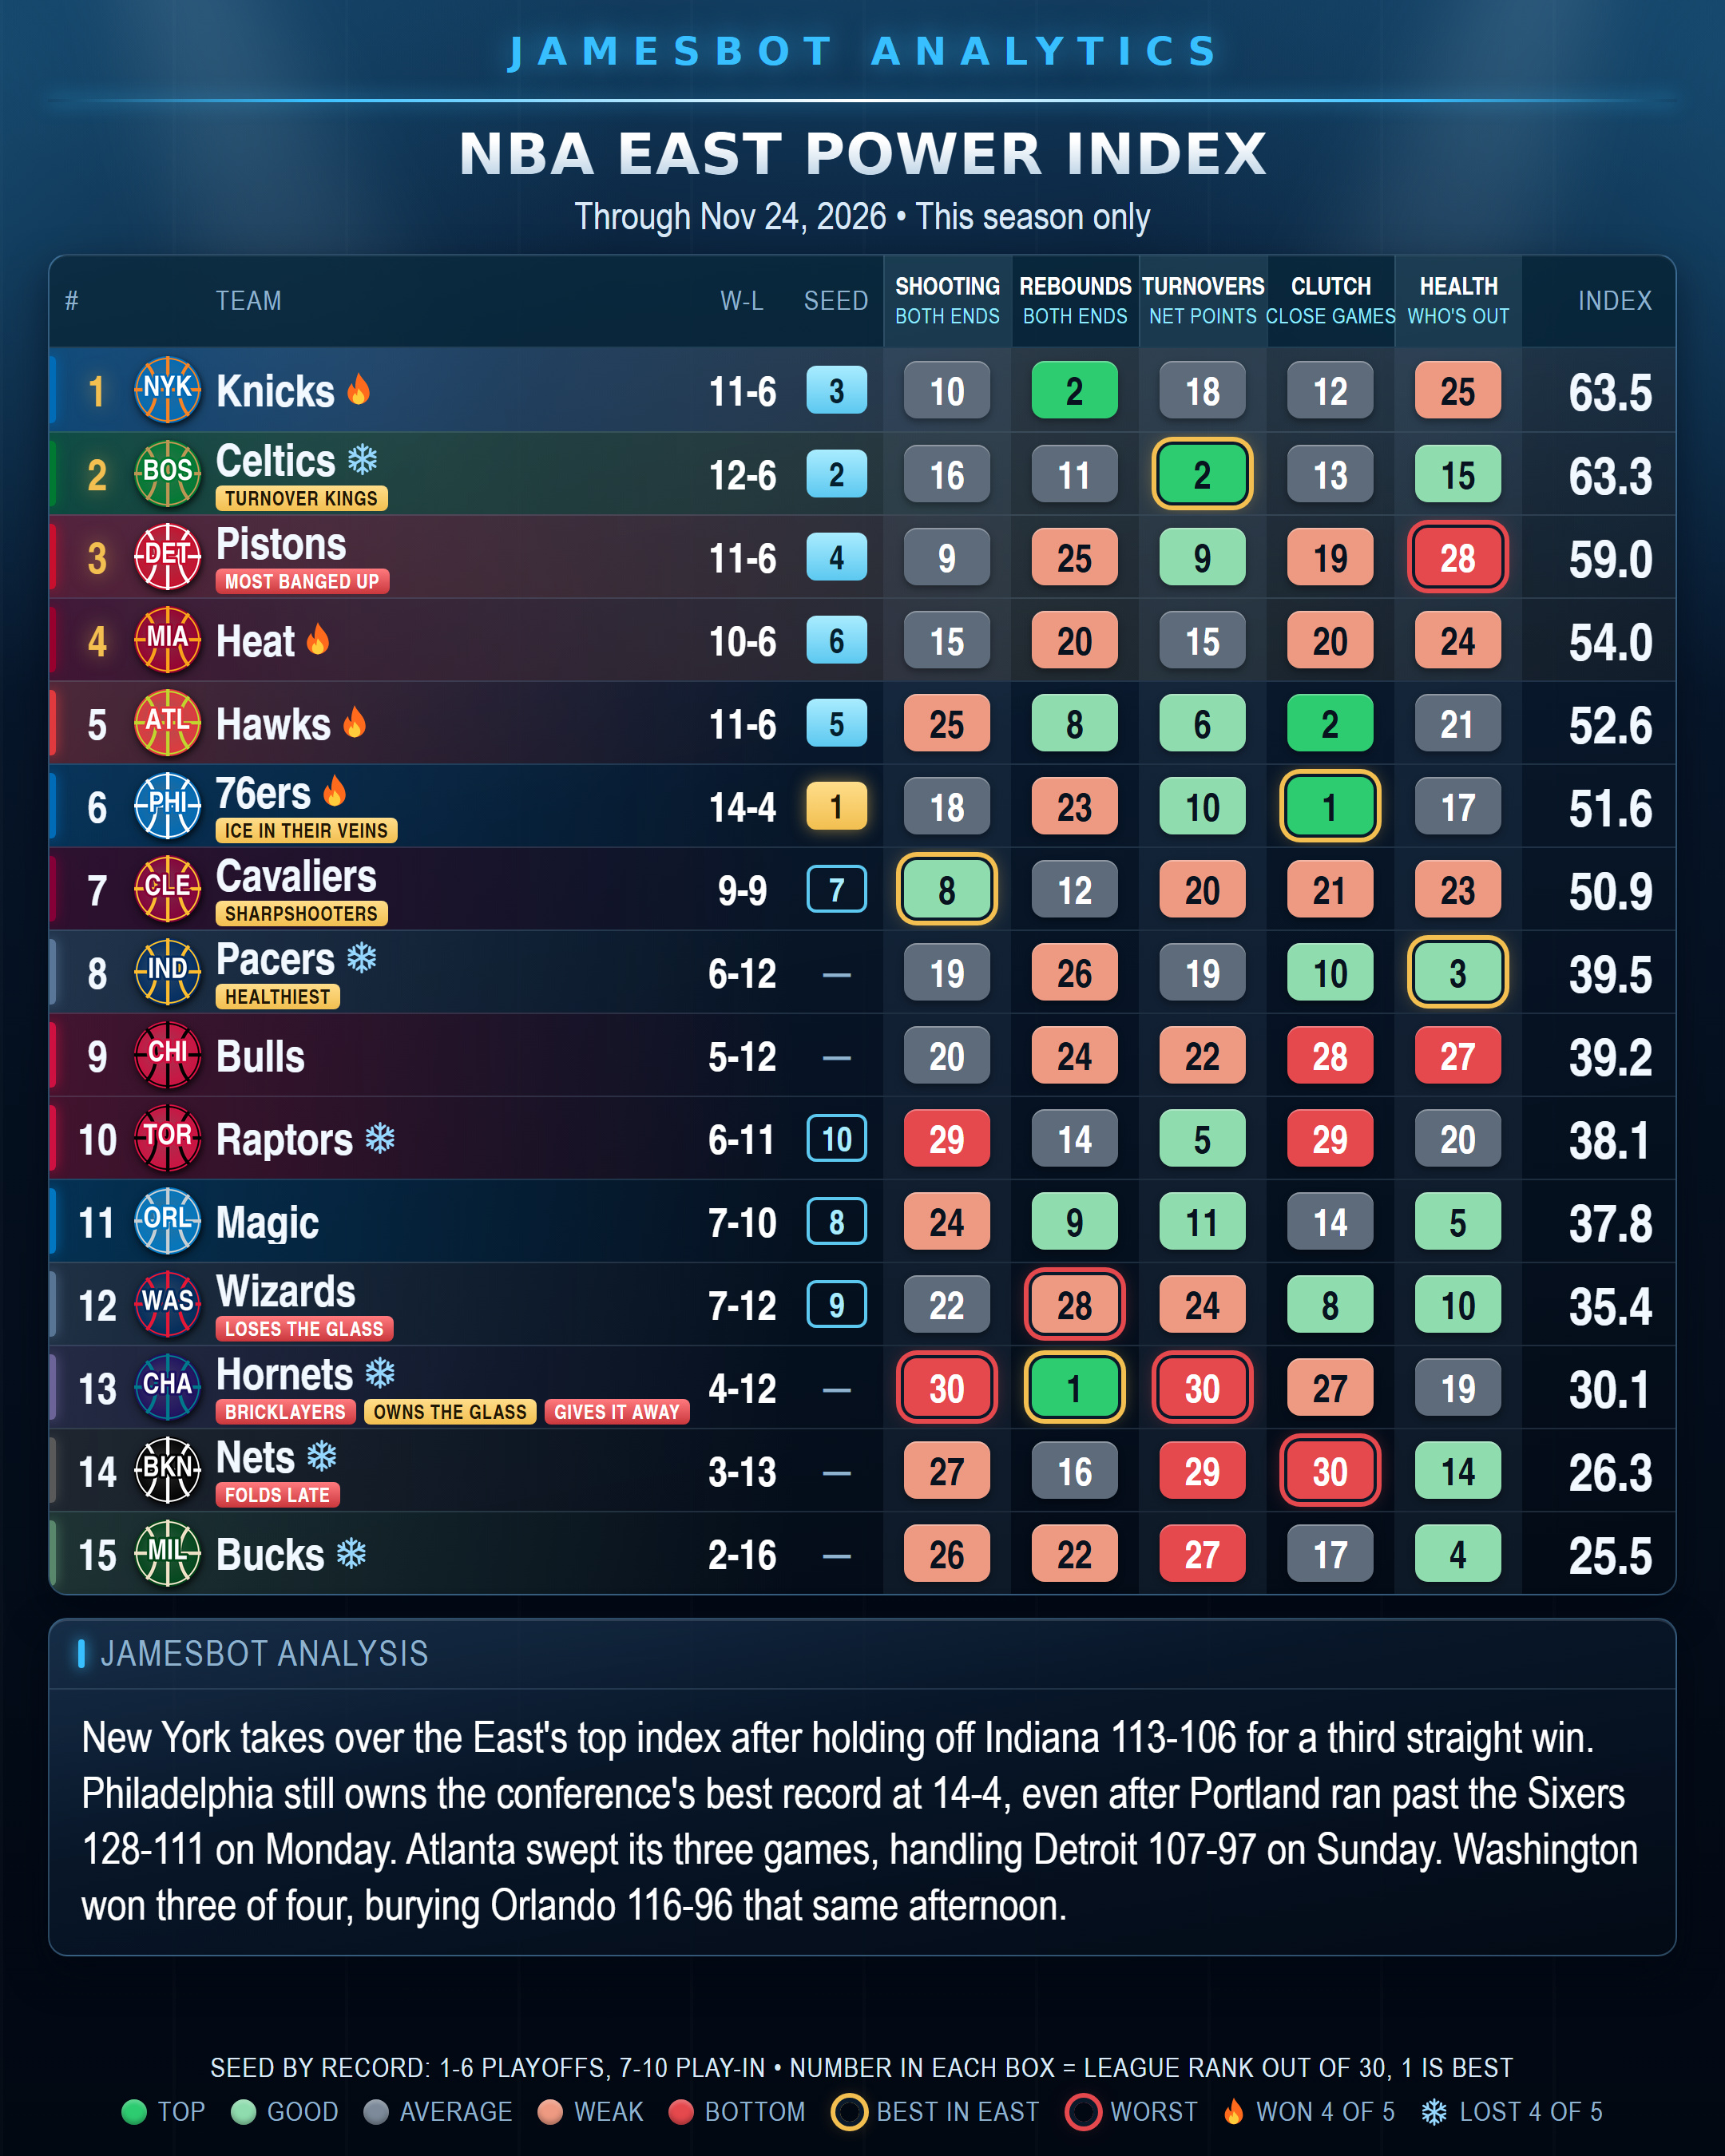 JAMESBOT ANALYTICS
NBA EAST POWER INDEX
Through Nov 24, 2026 • This season only
# TEAM W-L SEED SHOOTING REBOUNDS TURNOVERS CLUTCH HEALTH INDEX
BOTH ENDS BOTH ENDS NET POINTS CLOSE GAMES WHO'S OUT
1 NYK Knicks 11-6 3 10 2 18 12 25 63.5
2 BOS Celtics 12-6 2 16 11 2 13 15 63.3
TURNOVER KINGS
3 DET Pistons 11-6 4 9 25 9 19 28 59.0
MOST BANGED UP
4 MIA Heat 10-6 6 15 20 15 20 24 54.0
5 ATL Hawks 11-6 5 25 8 6 2 21 52.6
6 PHI 76ers 14-4 1 18 23 10 1 17 51.6
ICE IN THEIR VEINS
7 CLE Cavaliers 9-9 7 8 12 20 21 23 50.9
SHARPSHOOTERS
8 IND Pacers 6-12 — 19 26 19 10 3 39.5
HEALTHIEST
9 CHI Bulls 5-12 — 20 24 22 28 27 39.2
10 TOR Raptors 6-11 10 29 14 5 29 20 38.1
11 ORL Magic 7-10 8 24 9 11 14 5 37.8
12 WAS Wizards 7-12 9 22 28 24 8 10 35.4
LOSES THE GLASS
13 CHA Hornets 4-12 — 30 1 30 27 19 30.1
BRICKLAYERS OWNS THE GLASS GIVES IT AWAY
14 BKN Nets 3-13 — 27 16 29 30 14 26.3
FOLDS LATE
15 MIL Bucks 2-16 — 26 22 27 17 4 25.5
JAMESBOT ANALYSIS
New York takes over the East's top index after holding off Indiana 113-106 for a third straight win.
Philadelphia still owns the conference's best record at 14-4, even after Portland ran past the Sixers
128-111 on Monday. Atlanta swept its three games, handling Detroit 107-97 on Sunday. Washington
won three of four, burying Orlando 116-96 that same afternoon.
SEED BY RECORD: 1-6 PLAYOFFS, 7-10 PLAY-IN • NUMBER IN EACH BOX = LEAGUE RANK OUT OF 30, 1 IS BEST
TOP GOOD AVERAGE WEAK BOTTOM BEST IN EAST WORST WON 4 OF 5 LOST 4 OF 5